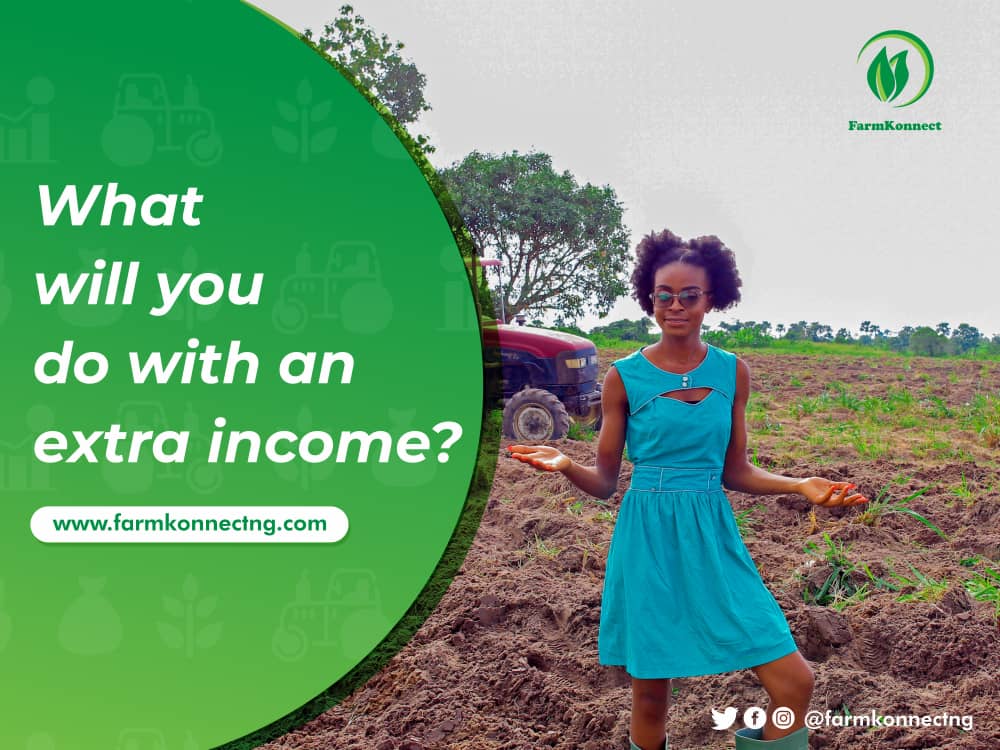 FarmKonnect
What
will you
do with an
extra income?
www.farmkonnectng.com
@farmkonnectng